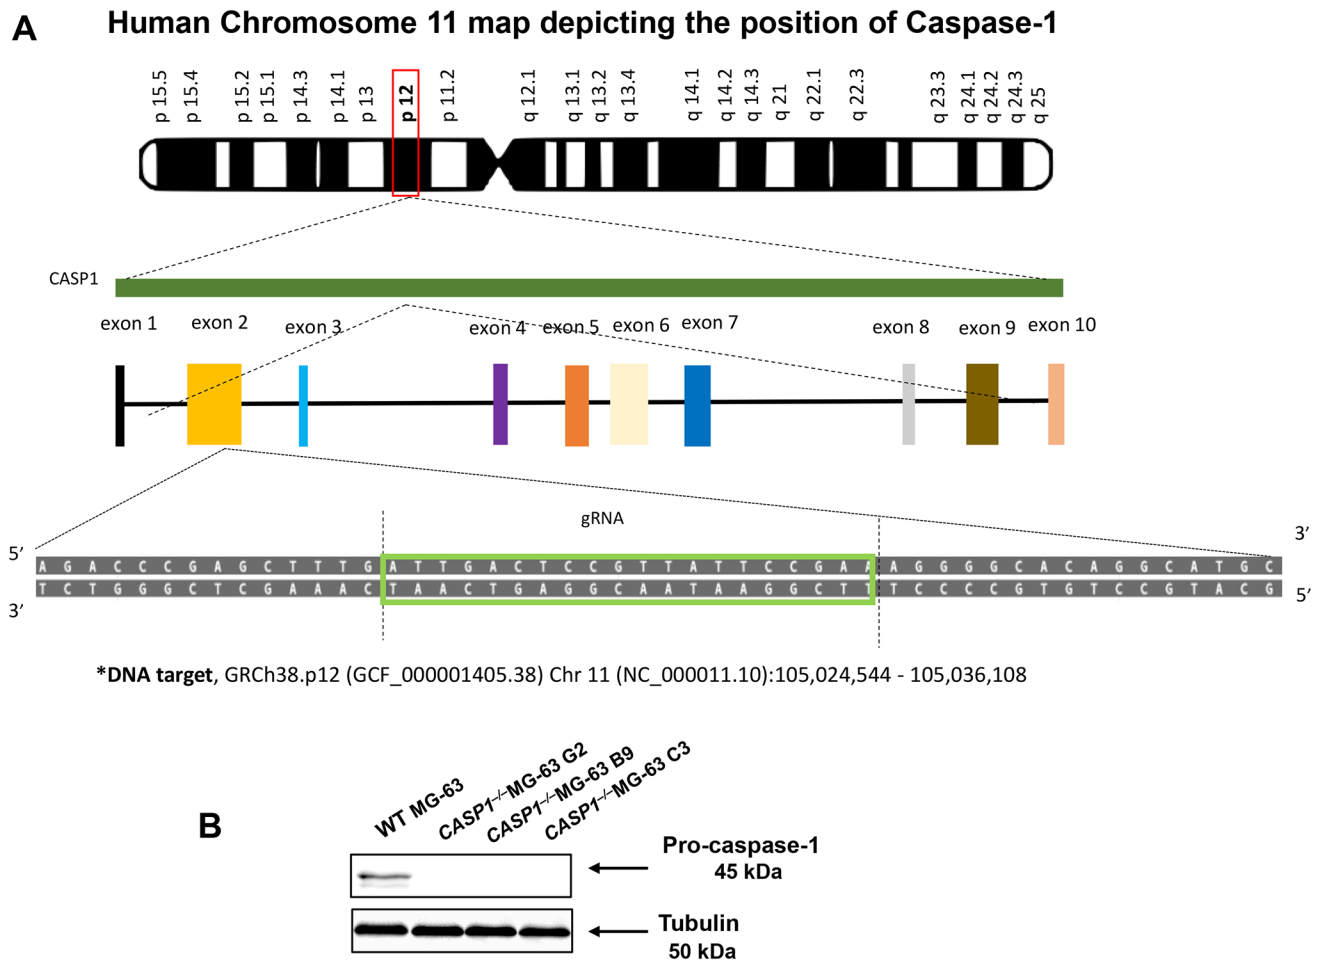 A
Human Chromosome 11 map depicting the position of Caspase-1
p 15.5 p 15.4 p 15.2 p 15.1 p 14.3 p 14.1 p 13 p 12 p 11.2 q 12.1 q 13.1 q 13.2 q 13.4 q 14.1 q 14.2 q 14.3 q 21 q 22.1 q 22.3 q 23.3 q 24.1 q 24.2 q 24.3 q 25
CASP1
exon 1 exon 2 exon 3 exon 4 exon 5 exon 6 exon 7 exon 8 exon 9 exon 10
gRNA
5’ 3’
A G A C C C G A G C T T T G A T T G A C T C C G T T A T T C C G A A A G G G G C A C A G G C A T G C
T C T G G G C T C G A A A C T A A C T G A G G C A A T A A G G C T T T C C C C G T G T C C G T A C G
3’ 5’
*DNA target, GRCh38.p12 (GCF_000001405.38) Chr 11 (NC_000011.10):105,024,544 - 105,036,108
B
WT MG-63
CASP1–/–MG-63 G2
CASP1–/–MG-63 B9
CASP1–/–MG-63 C3
Pro-caspase-1
45 kDa
Tubulin
50 kDa